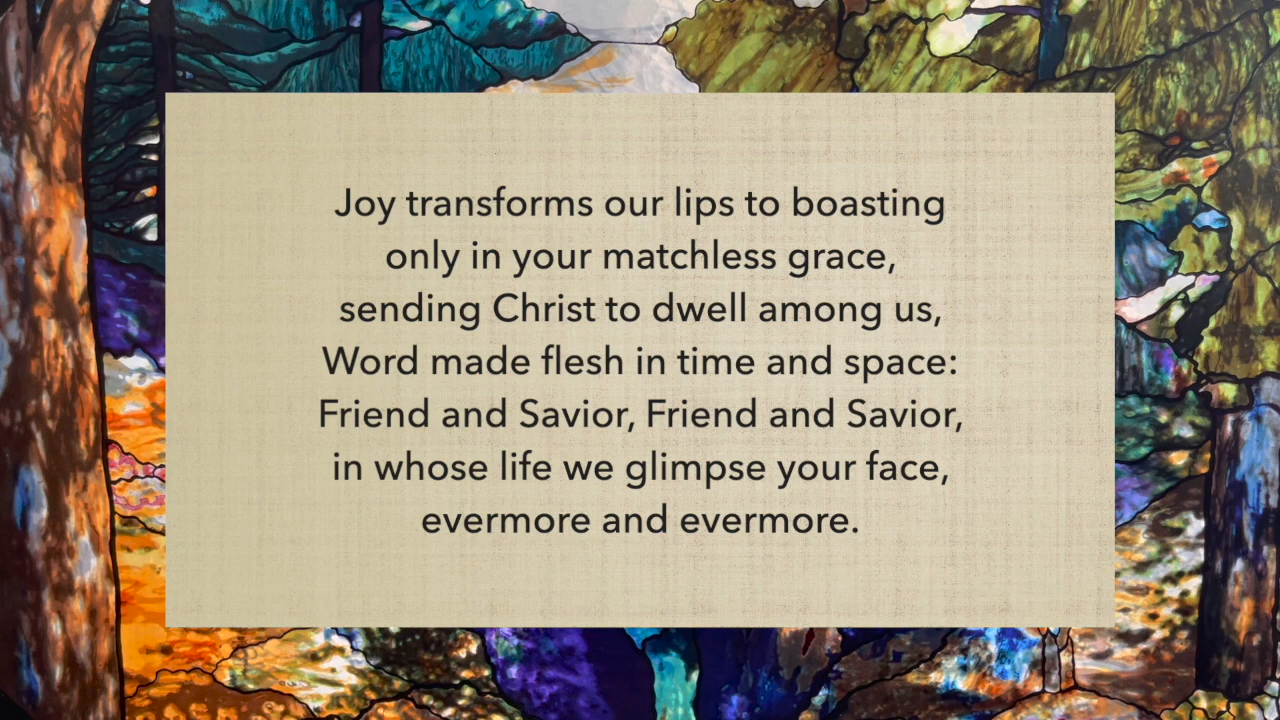 Joy transforms our lips to boasting
only in your matchless grace,
sending Christ to dwell among us,
Word made flesh in time and space:
Friend and Savior, Friend and Savior,
in whose life we glimpse your face,
evermore and evermore.